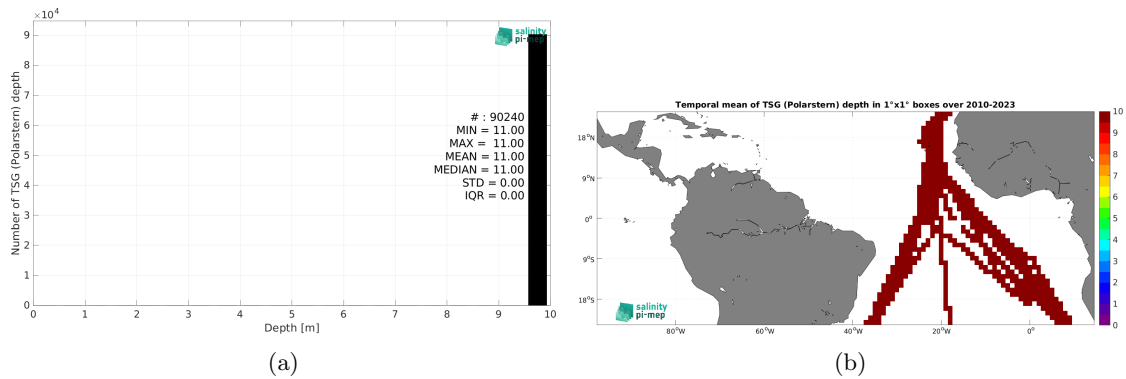 ×10⁴
9
8
7
6
5
4
3
2
1
0
Number of TSG (Polarstern) depth
salinity
pi-mep
# : 90240
MIN = 11.00
MAX = 11.00
MEAN = 11.00
MEDIAN = 11.00
STD = 0.00
IQR = 0.00
0 1 2 3 4 5 6 7 8 9 10
Depth [m]
(a)
Temporal mean of TSG (Polarstern) depth in 1°x1° boxes over 2010-2023
18°N
9°N
0°
9°S
18°S
80°W 60°W 40°W 20°W 0°
salinity
pi-mep
10
9
8
7
6
5
4
3
2
1
0
(b)